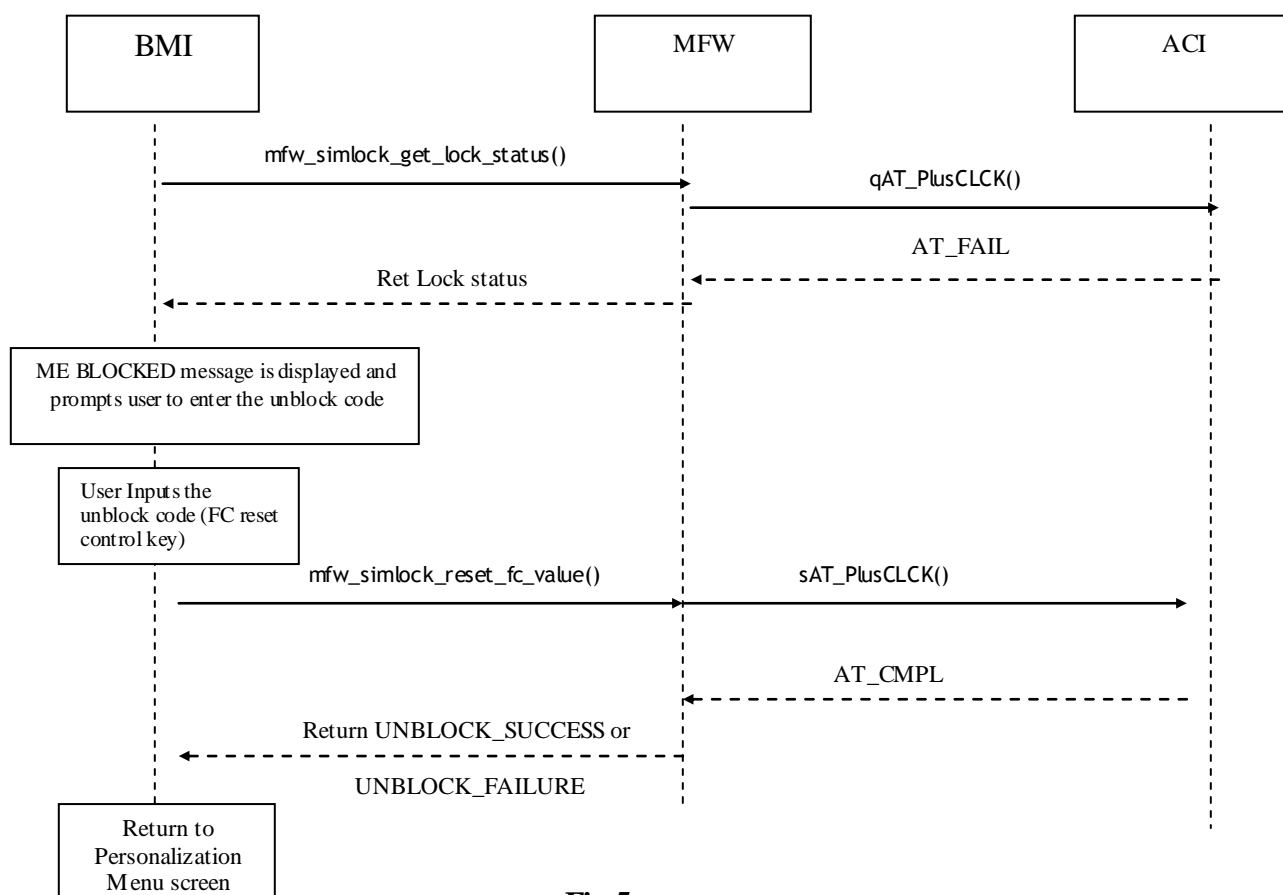 BMI
MFW
ACI
mfw_simlock_get_lock_status()
qAT_PlusCLCK()
AT_FAIL
Ret Lock status
ME BLOCKED message is displayed and
prompts user to enter the unblock code
User Inputs the
unblock code (FC reset
control key)
mfw_simlock_reset_fc_value()
sAT_PlusCLCK()
AT_CMPL
Return UNBLOCK_SUCCESS or
UNBLOCK_FAILURE
Return to
Personalization
Menu screen